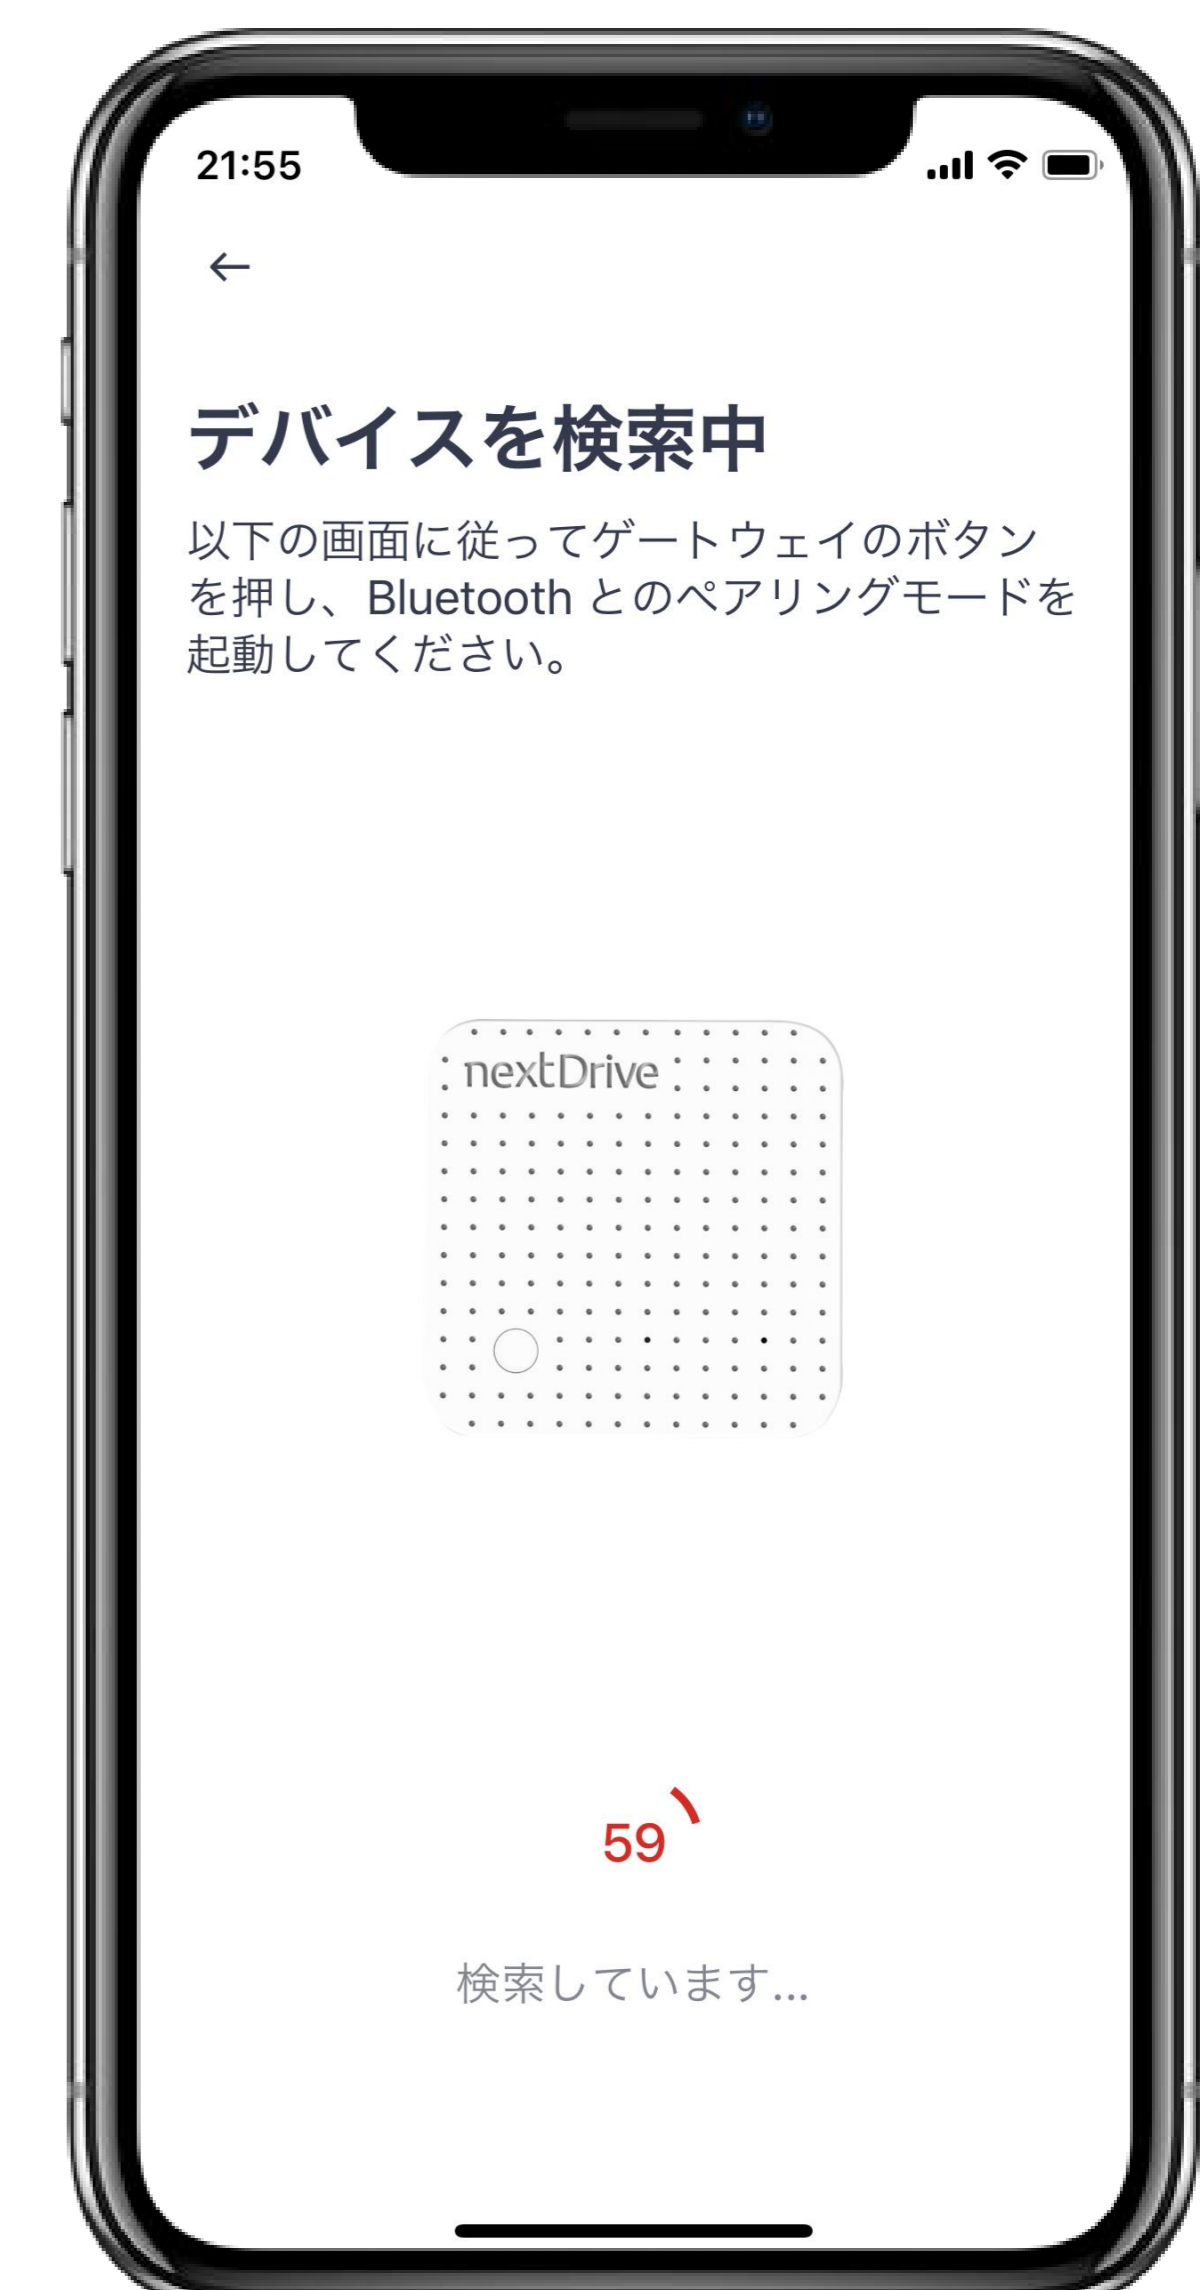 21:55
デバイスを検索中
以下の画面に従ってゲートウェイのボタン
を押し、Bluetooth とのペアリングモードを
起動してください。
nextDrive
59
検索しています...